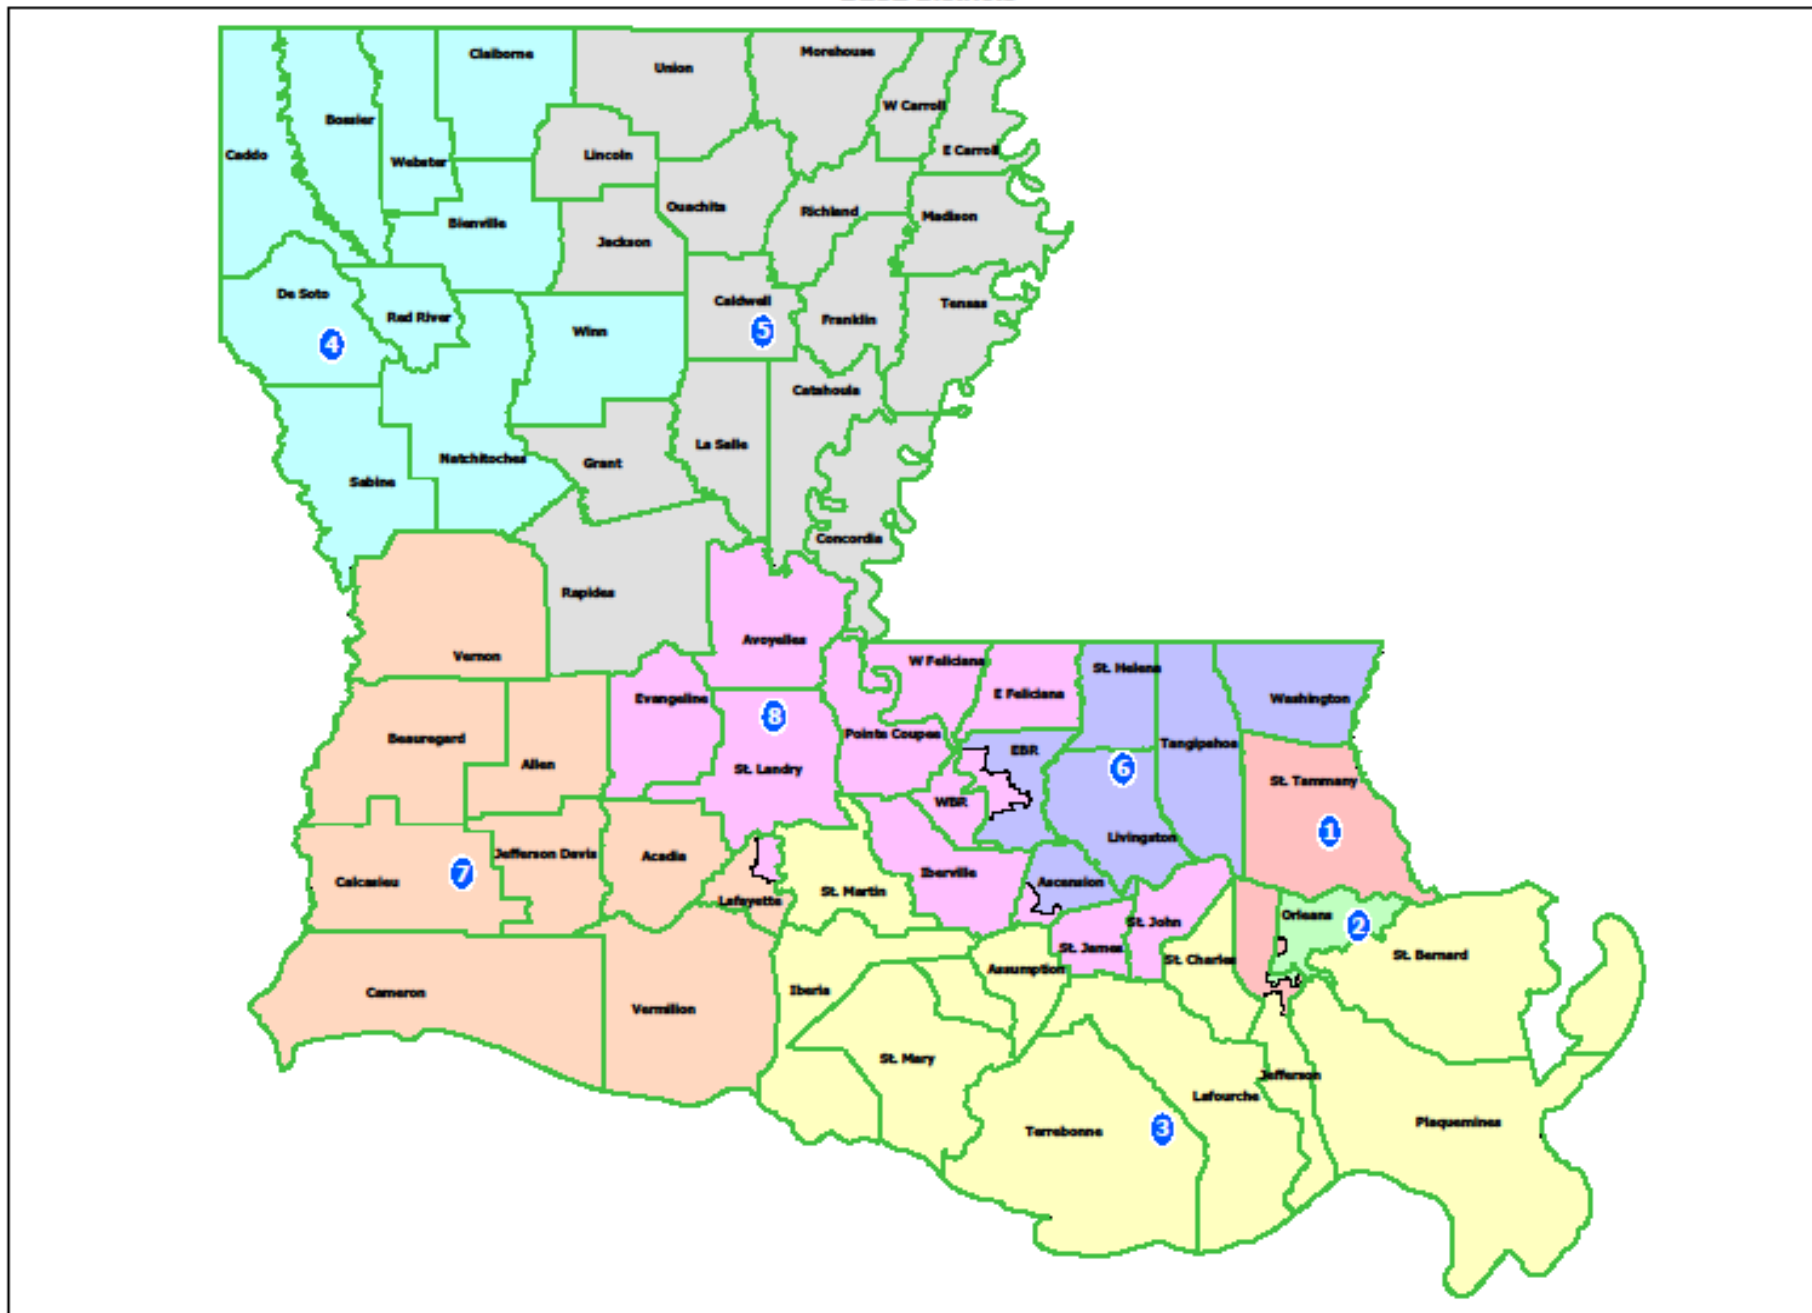 Claiborne
Union
Morehouse
W Carroll
Bossier
Caddo
Webster
Lincoln
E Carroll
Bienville
Ouachita
Richland
Madison
Jackson
De Soto
Red River
Winn
Caldwell
Franklin
Tensas
4
5
Catahoula
Sabine
Natchitoches
Grant
La Salle
Concordia
Rapides
Avoyelles
Vernon
W Feliciana
St. Helena
Evangeline
E Feliciana
Washington
8
Beauregard
Pointe Coupee
Tangipahoa
Allen
St. Landry
EBR
6
St. Tammany
WBR
1
Livingston
Jefferson Davis
Acadia
7
Calcasieu
St. Martin
Iberville
Ascension
Lafayette
Orleans
2
St. John
St. James
St. Charles
St. Bernard
Assumption
Cameron
Vermilion
Iberia
St. Mary
Jefferson
Lafourche
Terrebonne
3
Plaquemines